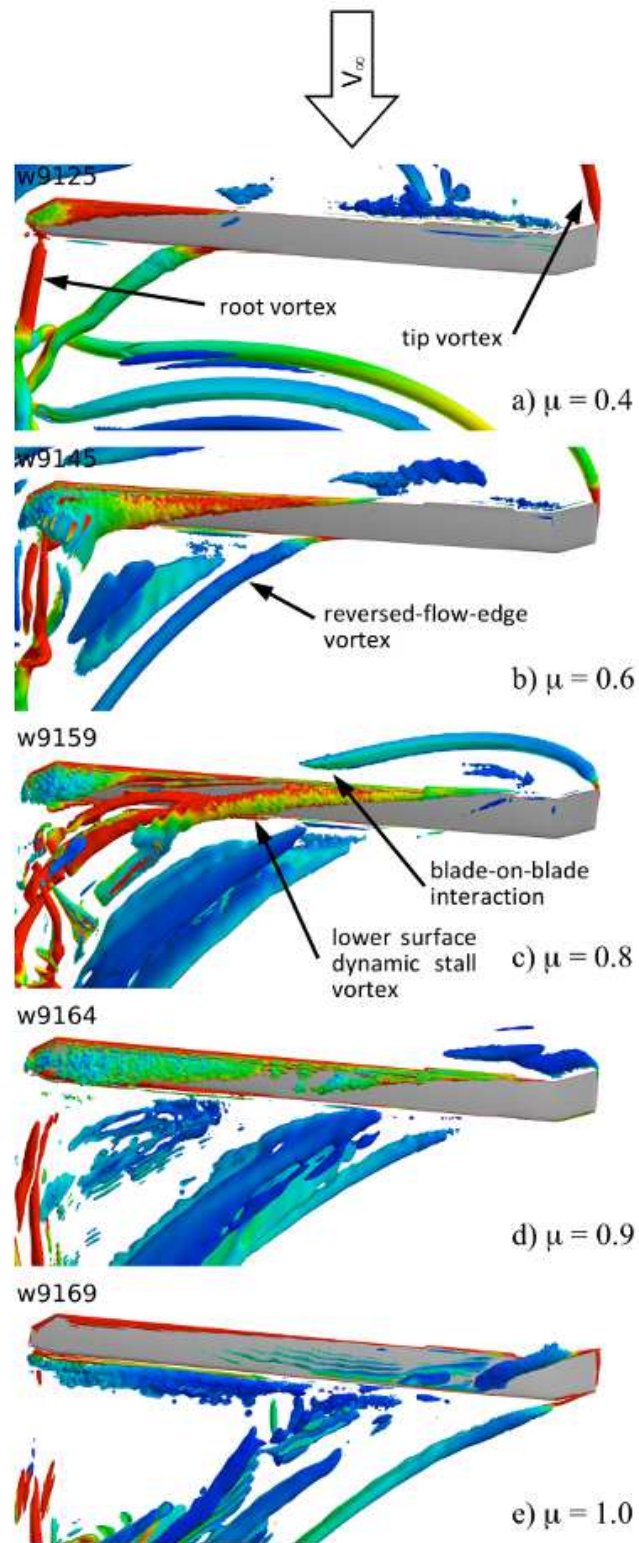 V∞
w9125
root vortex
tip vortex
a) μ = 0.4
w9145
reversed-flow-edge
vortex
b) μ = 0.6
w9159
blade-on-blade
interaction
lower surface
dynamic stall
vortex
c) μ = 0.8
w9164
d) μ = 0.9
w9169
e) μ = 1.0